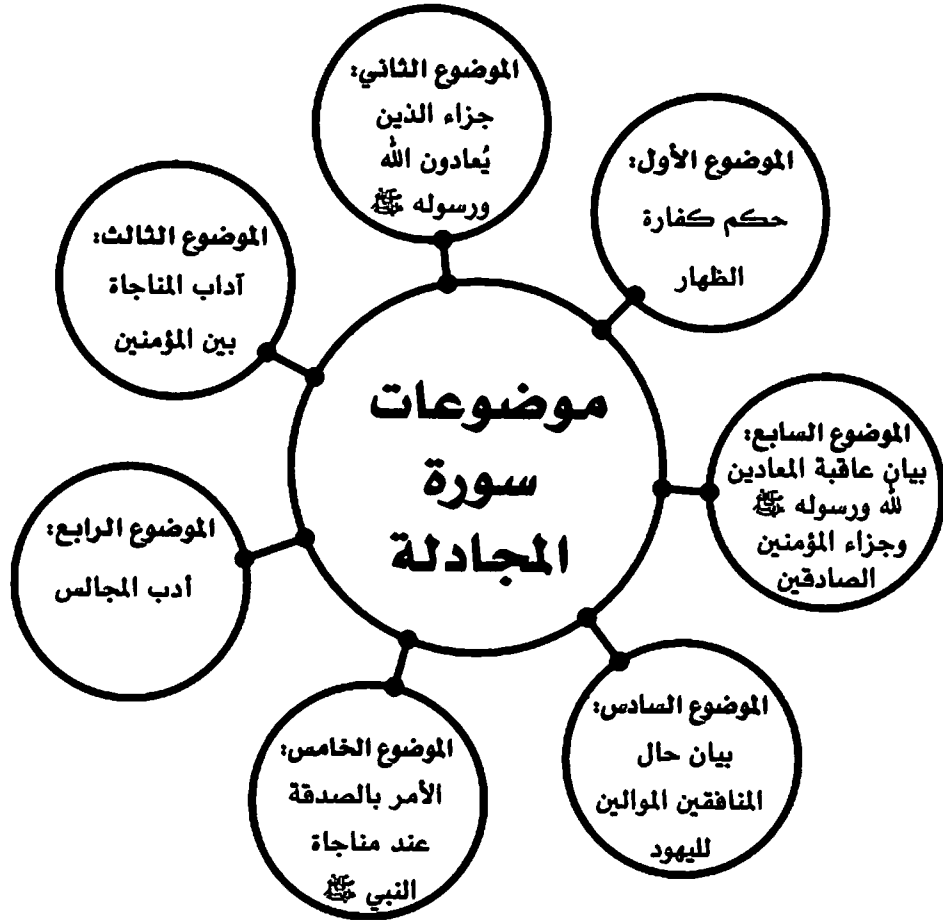 موضوعات
سورة
المجادلة
الموضوع الأول:
حكم كفارة
الظهار
الموضوع الثاني:
جزاء الذين
يُعادون الله
ورسوله ﷺ
الموضوع الثالث:
آداب المناجاة
بين المؤمنين
الموضوع الرابع:
أدب المجالس
الموضوع الخامس:
الأمر بالصدقة
عند مناجاة
النبي ﷺ
الموضوع السادس:
بيان حال
المنافقين الموالين
لليهود
الموضوع السابع:
بيان عاقبة المعادين
لله ورسوله ﷺ
وجزاء المؤمنين
الصادقين